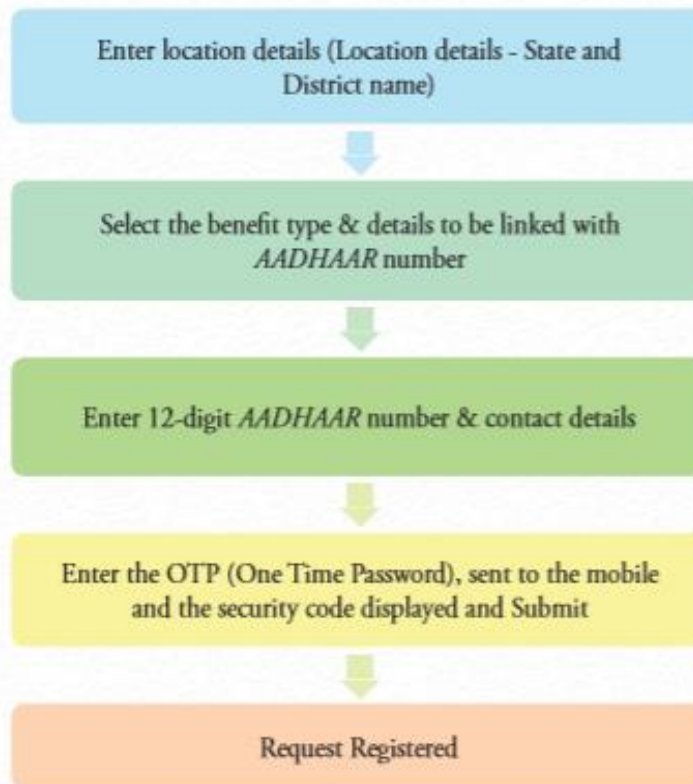 Enter location details (Location details - State and
District name)
Select the benefit type & details to be linked with
AADHAAR number
Enter 12-digit AADHAAR number & contact details
Enter the OTP (One Time Password), sent to the mobile
and the security code displayed and Submit
Request Registered